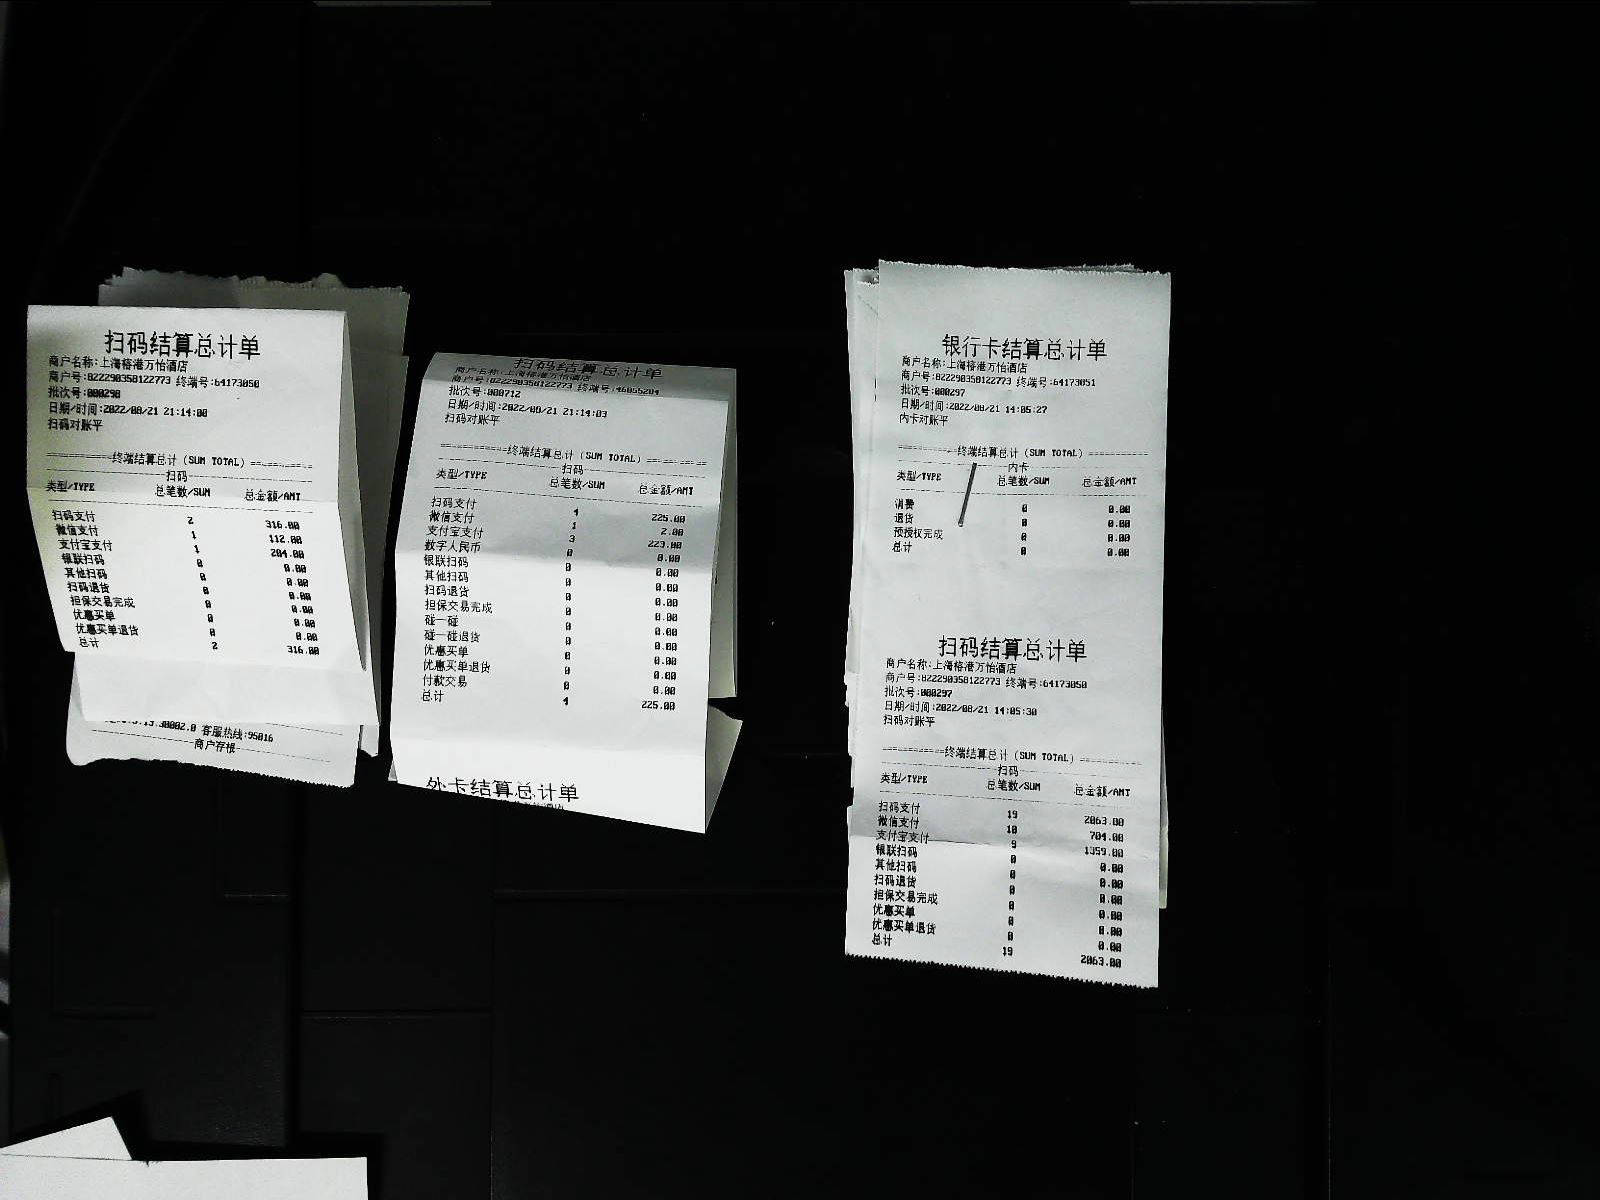 扫码结算总计单
商户名称:上海榕港万怡酒店
商户号:822290358122773 终端号:64173050
批次号:000298
日期/时间:2022/08/21 21:14:00
扫码对账平
============终端结算总计(SUM TOTAL)============
扫码
类型/TYPE 总笔数/SUM 总金额/AMT
扫码支付 2 316.00
微信支付 1 112.00
支付宝支付 1 204.00
银联扫码 0 0.00
其他扫码 0 0.00
扫码退货 0 0.00
担保交易完成 0 0.00
优惠买单 0 0.00
优惠买单退货 0 0.00
总计 2 316.00
客服热线:95016
商户存根
扫码结算总计单
商户名称:上海榕港万怡酒店
商户号:822290358122773 终端号:46055204
批次号:000712
日期/时间:2022/08/21 21:14:03
扫码对账平
============终端结算总计(SUM TOTAL)============
扫码
类型/TYPE 总笔数/SUM 总金额/AMT
扫码支付 4 225.00
微信支付 1 2.00
支付宝支付 3 223.00
数字人民币 0 0.00
银联扫码 0 0.00
其他扫码 0 0.00
扫码退货 0 0.00
担保交易完成 0 0.00
碰一碰 0 0.00
碰一碰退货 0 0.00
优惠买单 0 0.00
优惠买单退货 0 0.00
付款交易 0 0.00
总计 4 225.00
外卡结算总计单
银行卡结算总计单
商户名称:上海榕港万怡酒店
商户号:822290358122773 终端号:64173051
批次号:000297
日期/时间:2022/08/21 14:05:27
内卡对账平
============终端结算总计(SUM TOTAL)============
内卡
类型/TYPE 总笔数/SUM 总金额/AMT
消费 0 0.00
退货 0 0.00
预授权完成 0 0.00
总计 0 0.00
扫码结算总计单
商户名称:上海榕港万怡酒店
商户号:822290358122773 终端号:64173050
批次号:000297
日期/时间:2022/08/21 14:05:30
扫码对账平
============终端结算总计(SUM TOTAL)============
扫码
类型/TYPE 总笔数/SUM 总金额/AMT
扫码支付 19 2063.00
微信支付 10 704.00
支付宝支付 9 1359.00
银联扫码 0 0.00
其他扫码 0 0.00
扫码退货 0 0.00
担保交易完成 0 0.00
优惠买单 0 0.00
优惠买单退货 0 0.00
总计 19 2063.00